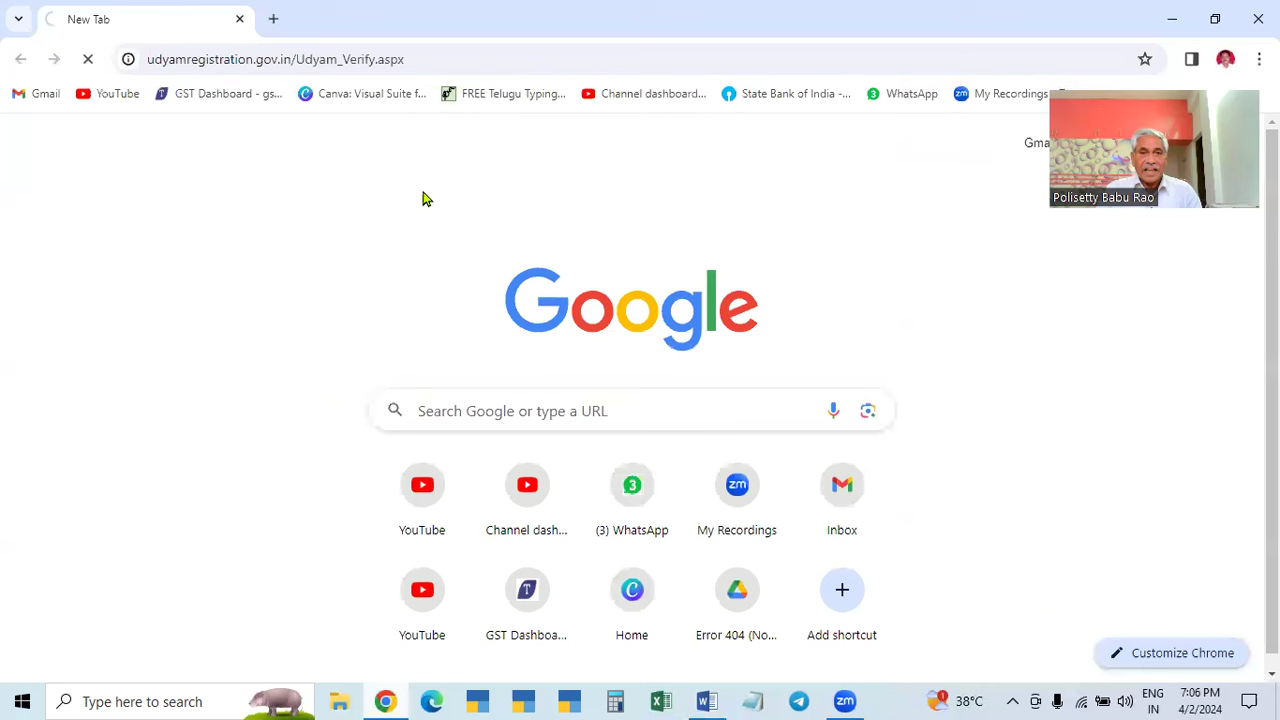 New Tab
udyamregistration.gov.in/Udyam_Verify.aspx
Gmail YouTube GST Dashboard - gs... Canva: Visual Suite f... FREE Telugu Typing... Channel dashboard... State Bank of India -... WhatsApp My Recordings
Gma
Polisetty Babu Rao
Google
Search Google or type a URL
YouTube Channel dash... (3) WhatsApp My Recordings Inbox
YouTube GST Dashboa... Home Error 404 (No... Add shortcut
Customize Chrome
Type here to search
38°C
ENG
IN
7:06 PM
4/2/2024